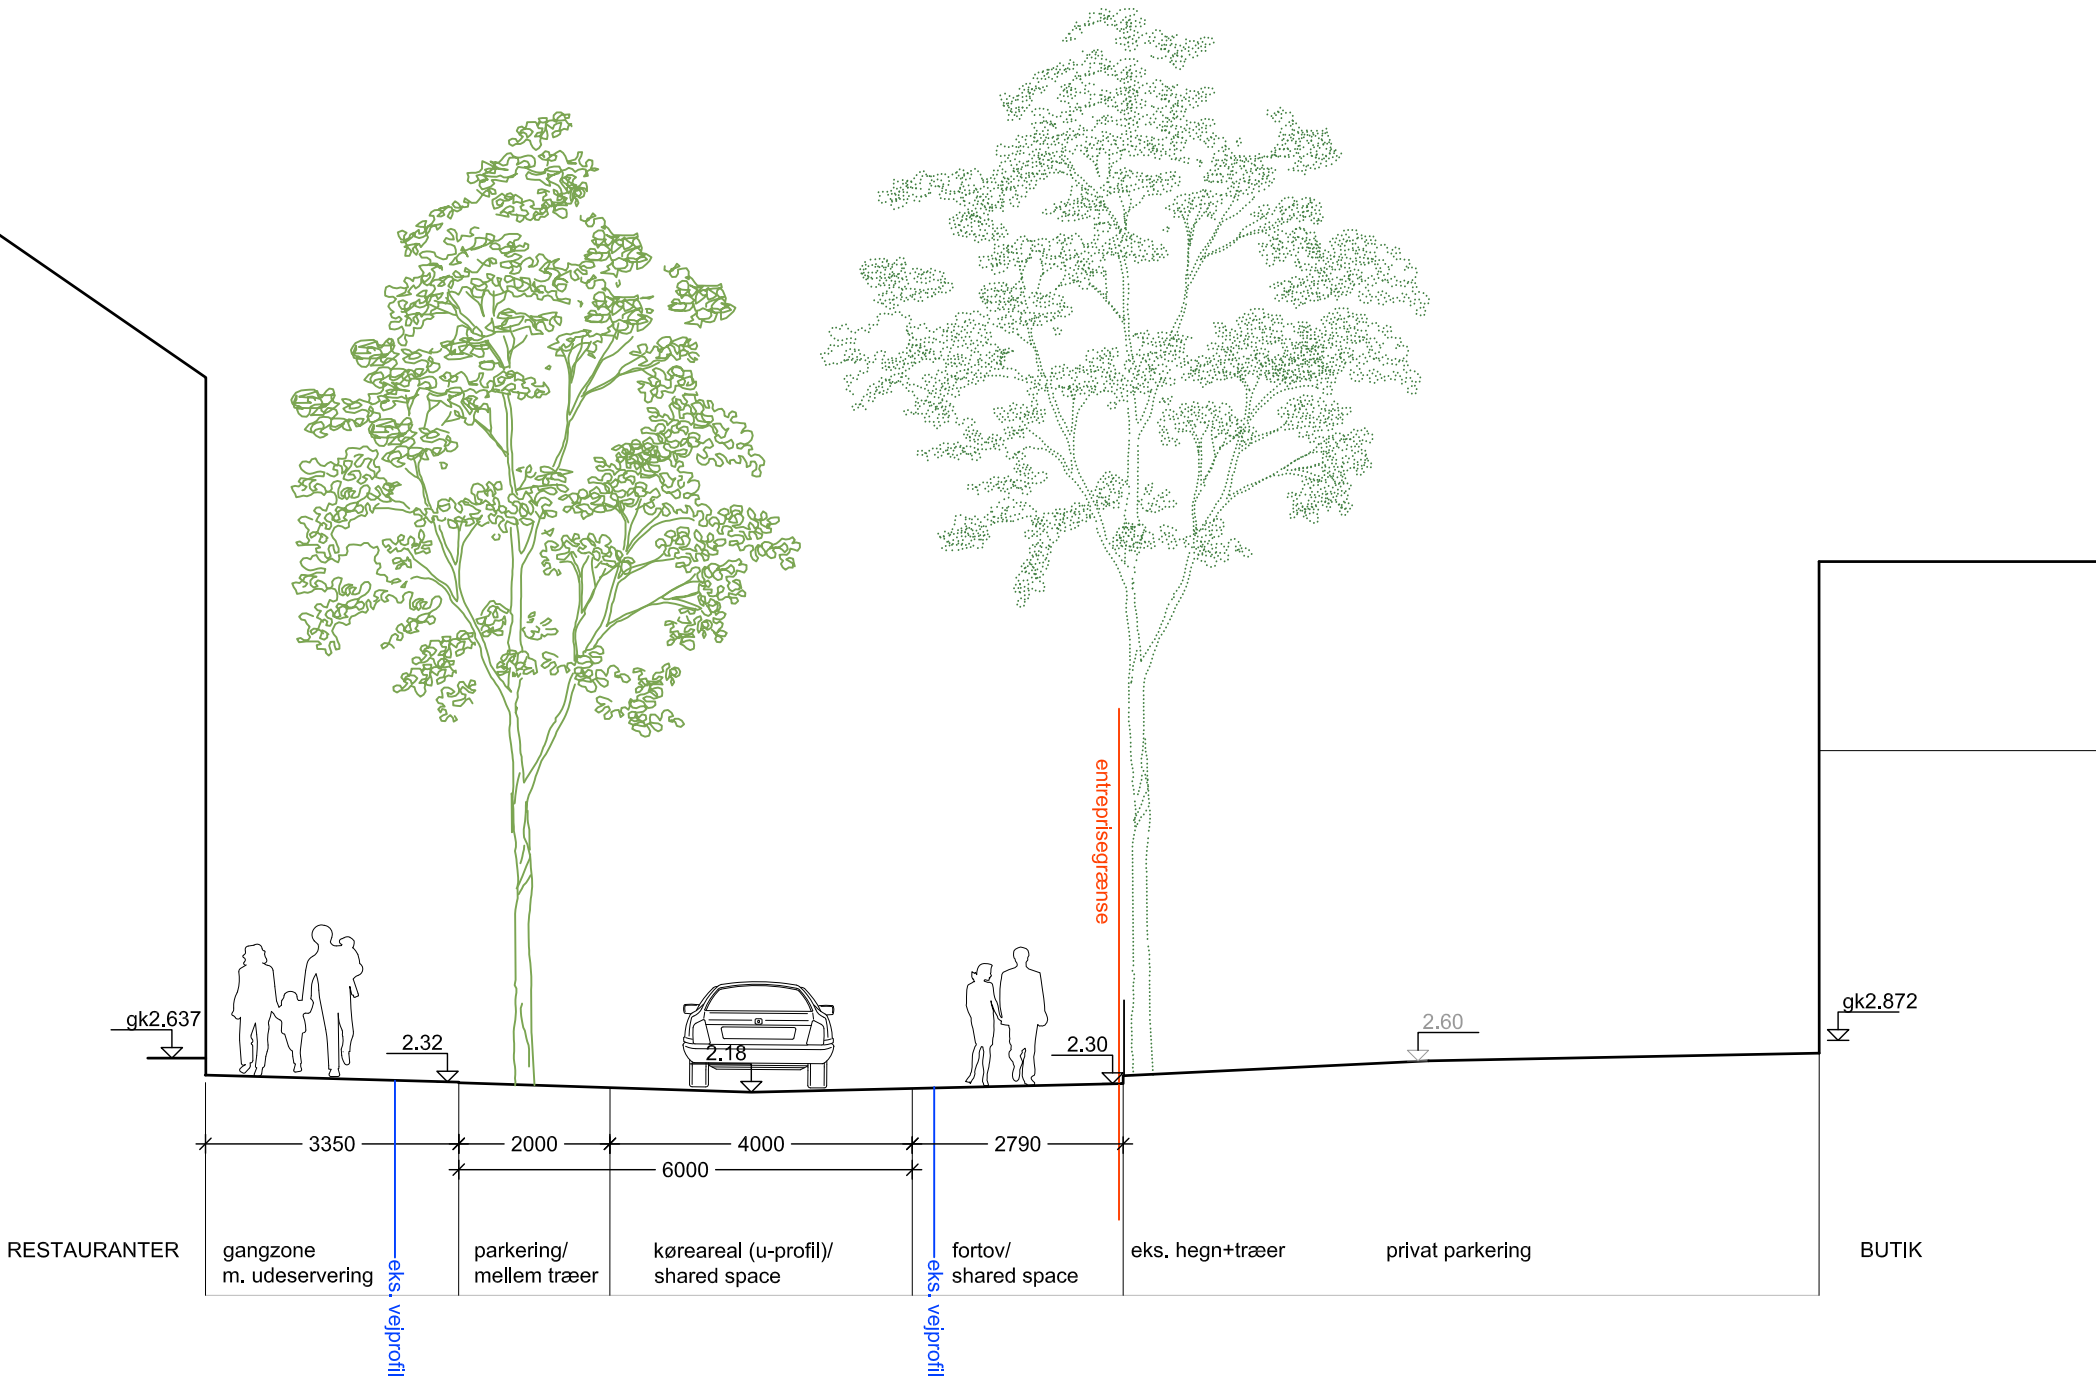 entreprisegrænse
gk2.637
2.32
2.18
2.30
2.60
gk2.872
3350
2000
4000
2790
6000
RESTAURANTER
gangzone
m. udeservering
eks. vejprofil
parkering/
mellem træer
køreareal (u-profil)/
shared space
eks. vejprofil
fortov/
shared space
eks. hegn+træer
privat parkering
BUTIK